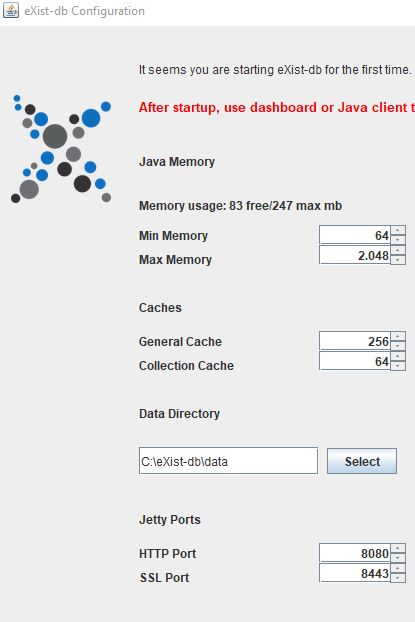 eXist-db Configuration
It seems you are starting eXist-db for the first time.
After startup, use dashboard or Java client t
Java Memory
Memory usage: 83 free/247 max mb
Min Memory 64
Max Memory 2.048
Caches
General Cache 256
Collection Cache 64
Data Directory
C:\eXist-db\data Select
Jetty Ports
HTTP Port 8080
SSL Port 8443